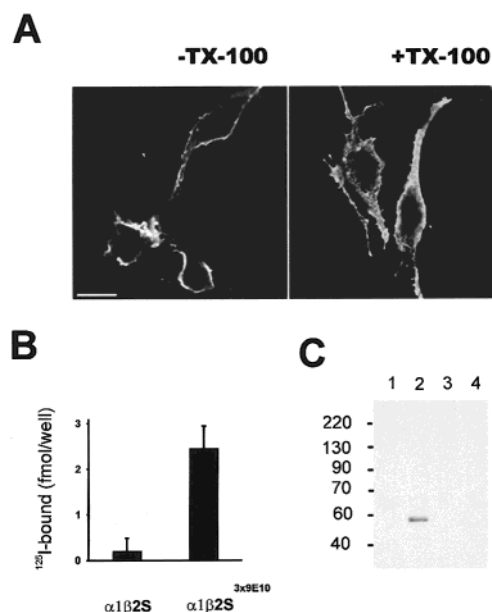 A
-TX-100 +TX-100
B
C
1 2 3 4
¹²⁵I-bound (fmol/well)
3
2
1
0
α1β2S α1β2S 3x9E10
220
130
90
70
60
40